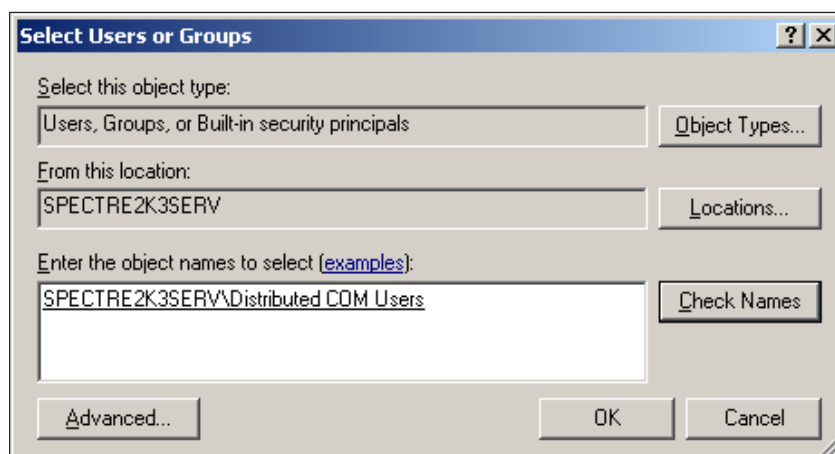 Select Users or Groups
Select this object type:
Users, Groups, or Built-in security principals
Object Types...
From this location:
SPECTRE2K3SERV
Locations...
Enter the object names to select (examples):
SPECTRE2K3SERV\Distributed COM Users
Check Names
Advanced...
OK
Cancel